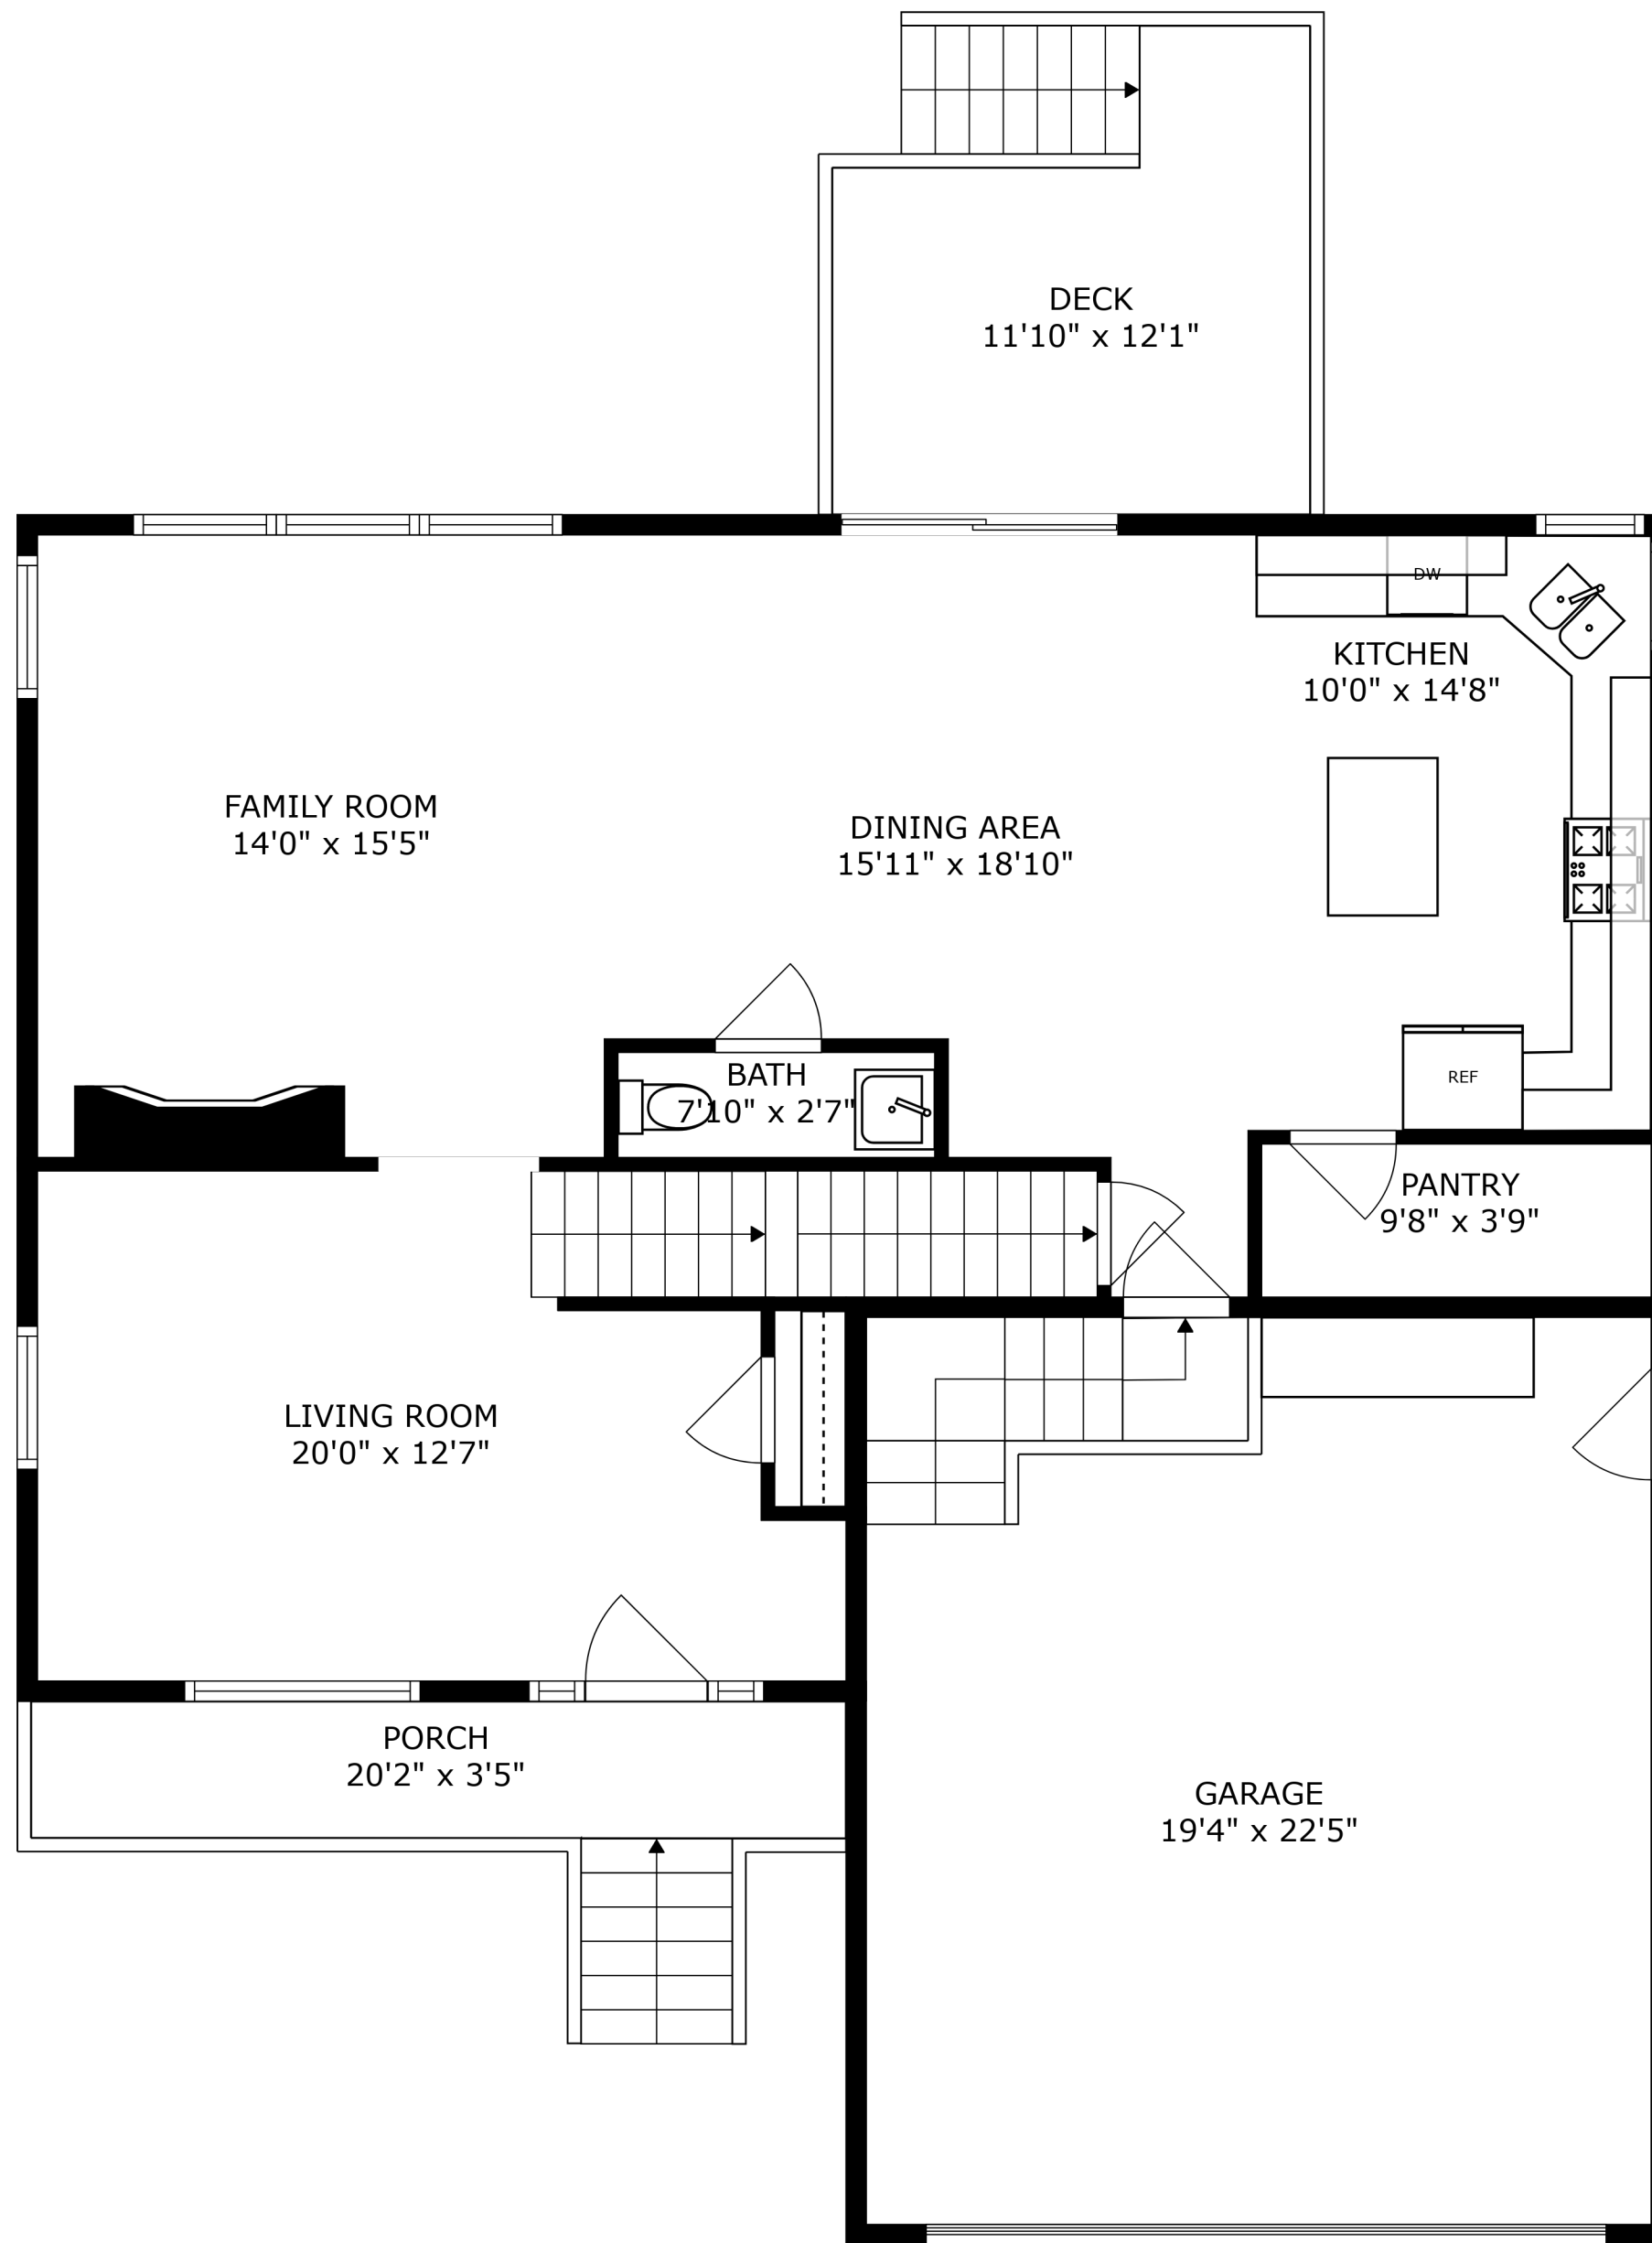 DECK
11'10" x 12'1"
DW
KITCHEN
10'0" x 14'8"
FAMILY ROOM
14'0" x 15'5"
DINING AREA
15'11" x 18'10"
BATH
7'10" x 2'7"
REF
PANTRY
9'8" x 3'9"
LIVING ROOM
20'0" x 12'7"
PORCH
20'2" x 3'5"
GARAGE
19'4" x 22'5"